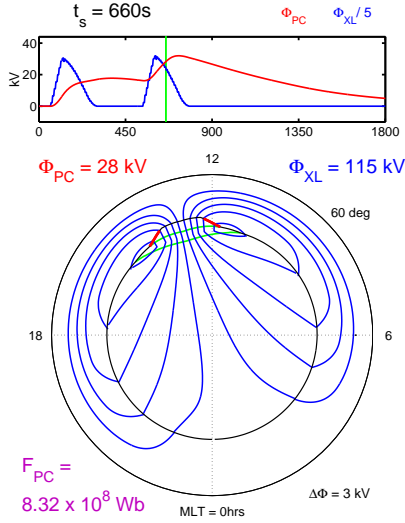 t_s = 660s
Φ_PC Φ_XL / 5
40
20
0
kV
0 450 900 1350 1800
Φ_PC = 28 kV
12
Φ_XL = 115 kV
60 deg
18
6
F_PC =
8.32 x 10^8 Wb
MLT = 0hrs
ΔΦ = 3 kV